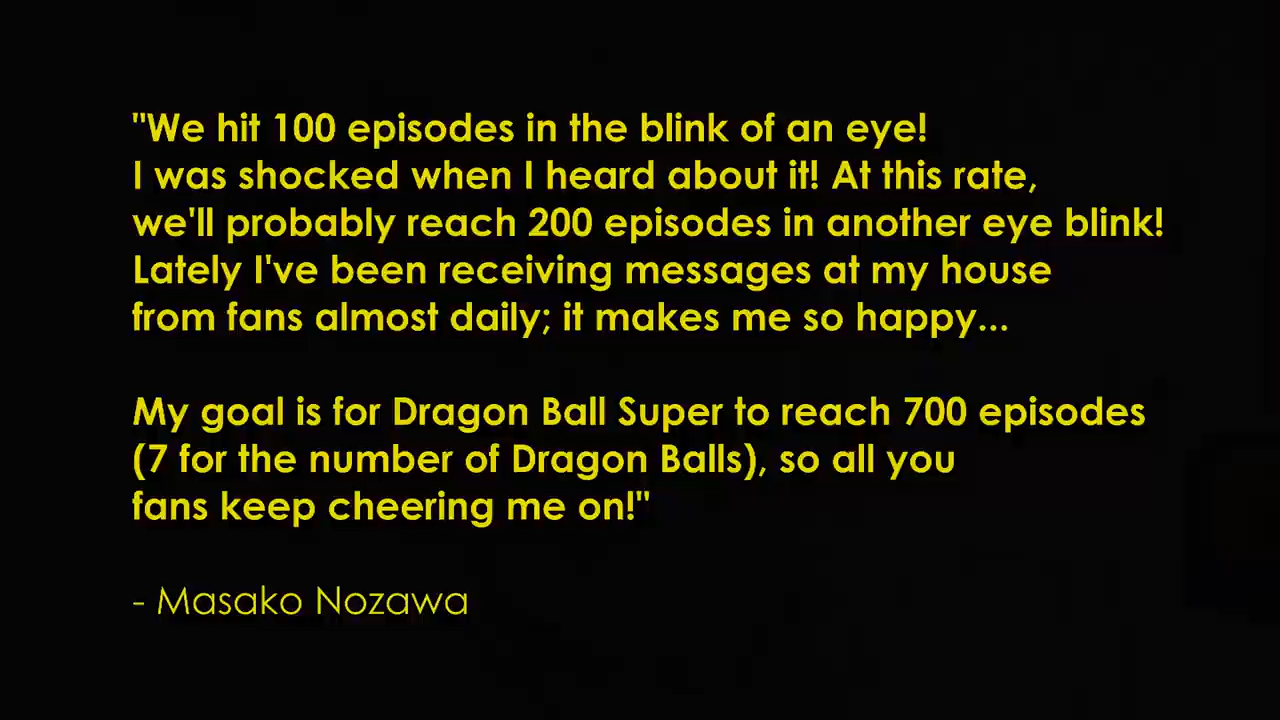 "We hit 100 episodes in the blink of an eye!
I was shocked when I heard about it! At this rate,
we'll probably reach 200 episodes in another eye blink!
Lately I've been receiving messages at my house
from fans almost daily; it makes me so happy...
My goal is for Dragon Ball Super to reach 700 episodes
(7 for the number of Dragon Balls), so all you
fans keep cheering me on!"
- Masako Nozawa